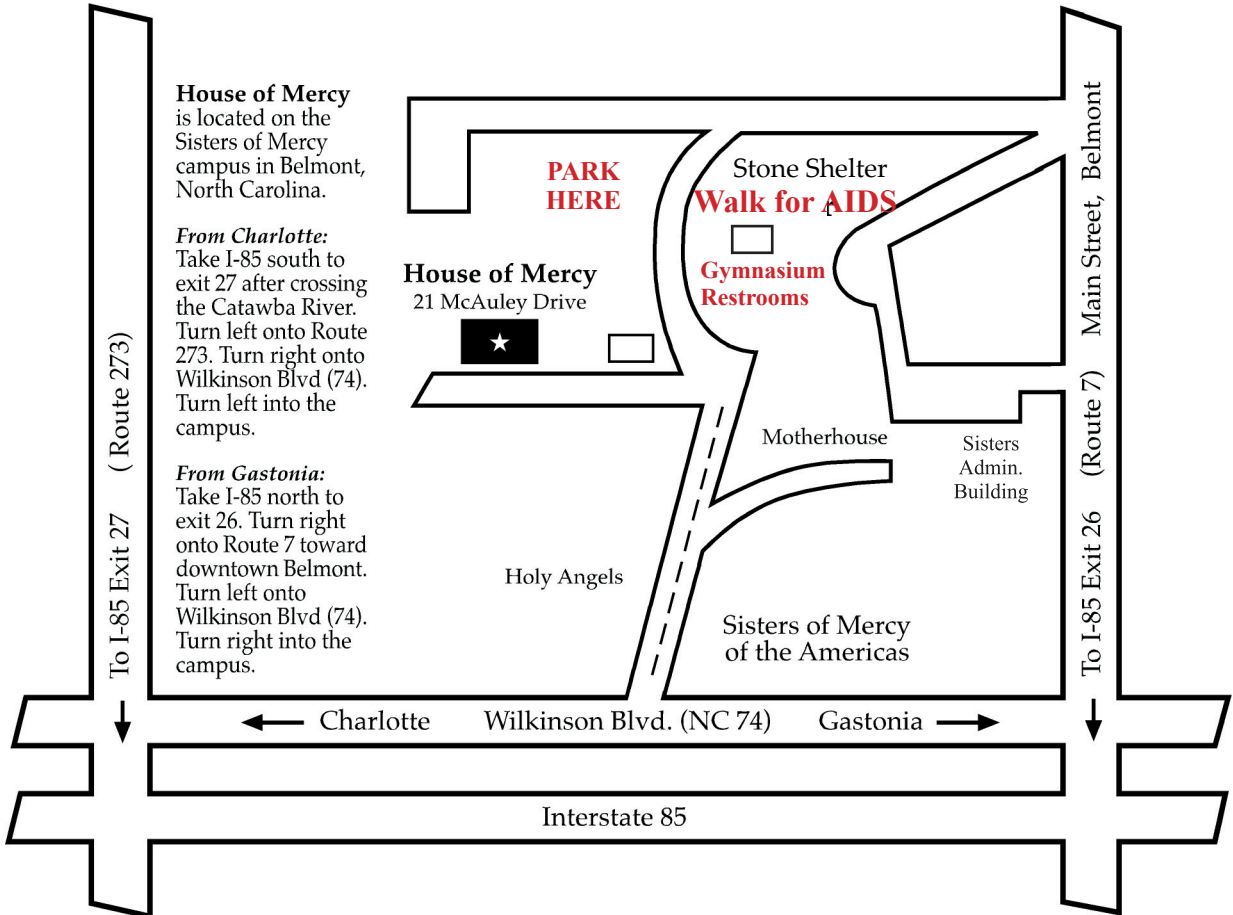 House of Mercy
is located on the
Sisters of Mercy
campus in Belmont,
North Carolina.
From Charlotte:
Take I-85 south to
exit 27 after crossing
the Catawba River.
Turn left onto Route
273. Turn right onto
Wilkinson Blvd (74).
Turn left into the
campus.
From Gastonia:
Take I-85 north to
exit 26. Turn right
onto Route 7 toward
downtown Belmont.
Turn left onto
Wilkinson Blvd (74).
Turn right into the
campus.
To I-85 Exit 27 ( Route 273)
PARK
HERE
House of Mercy
21 McAuley Drive
Stone Shelter
Walk for AIDS
Gymnasium
Restrooms
Motherhouse
Sisters
Admin.
Building
Holy Angels
Sisters of Mercy
of the Americas
To I-85 Exit 26 (Route 7) Main Street, Belmont
Charlotte Wilkinson Blvd. (NC 74) Gastonia
Interstate 85